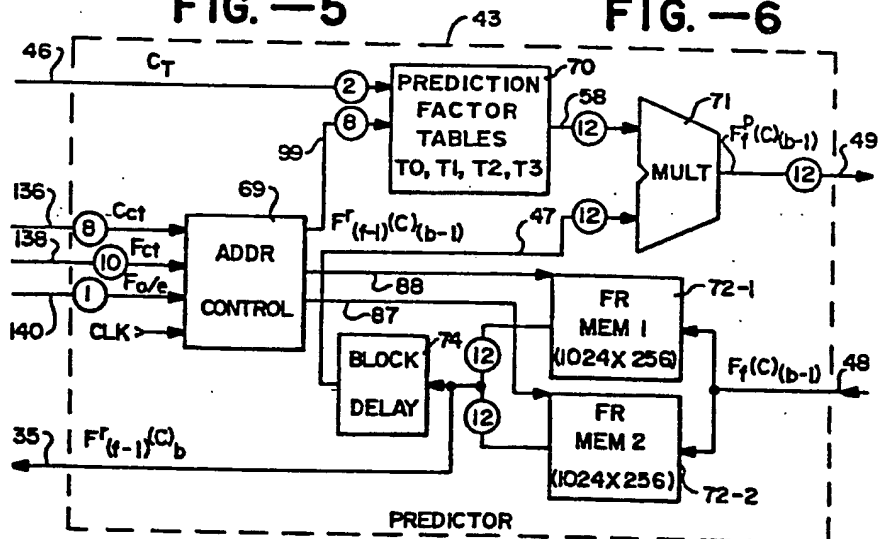 FIG. — 5
FIG. — 6
43
46
C_T
2
8
99
PREDICTION
FACTOR
TABLES
T0, T1, T2, T3
70
58
12
71
MULT
F_f^P(C)_(b-1)
12
49
136
8
Cct
138
10
Fct
140
1
Fo/e
CLK
69
ADDR
CONTROL
F^r_(f-1)(C)_(b-1)
47
12
88
87
FR
MEM 1
(1024X256)
72-1
74
BLOCK
DELAY
12
12
FR
MEM 2
(1024X256)
72-2
F_f(C)_(b-1)
48
35
F^r_(f-1)(C)_b
PREDICTOR